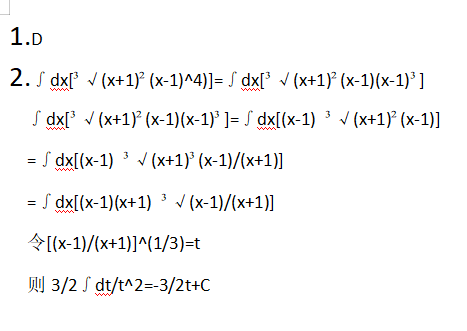 1.D
2.∫ dx[³ √ (x+1)² (x-1)^4)]=∫ dx[³ √ (x+1)² (x-1)(x-1)³ ]
∫ dx[³ √ (x+1)² (x-1)(x-1)³ ]=∫ dx[(x-1) ³ √ (x+1)² (x-1)]
=∫ dx[(x-1) ³ √ (x+1)³ (x-1)/(x+1)]
=∫ dx[(x-1)(x+1) ³ √ (x-1)/(x+1)]
令[(x-1)/(x+1)]^(1/3)=t
则 3/2∫ dt/t^2=-3/2t+C